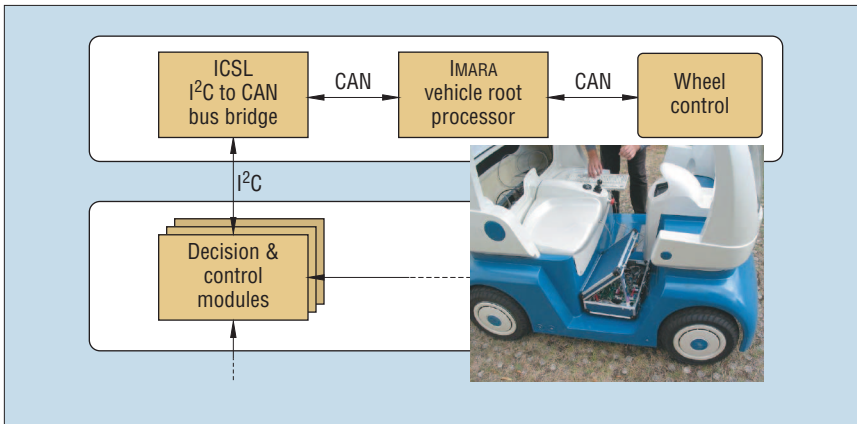 ICSL
I²C to CAN
bus bridge
CAN
IMARA
vehicle root
processor
CAN
Wheel
control
I²C
Decision &
control
modules